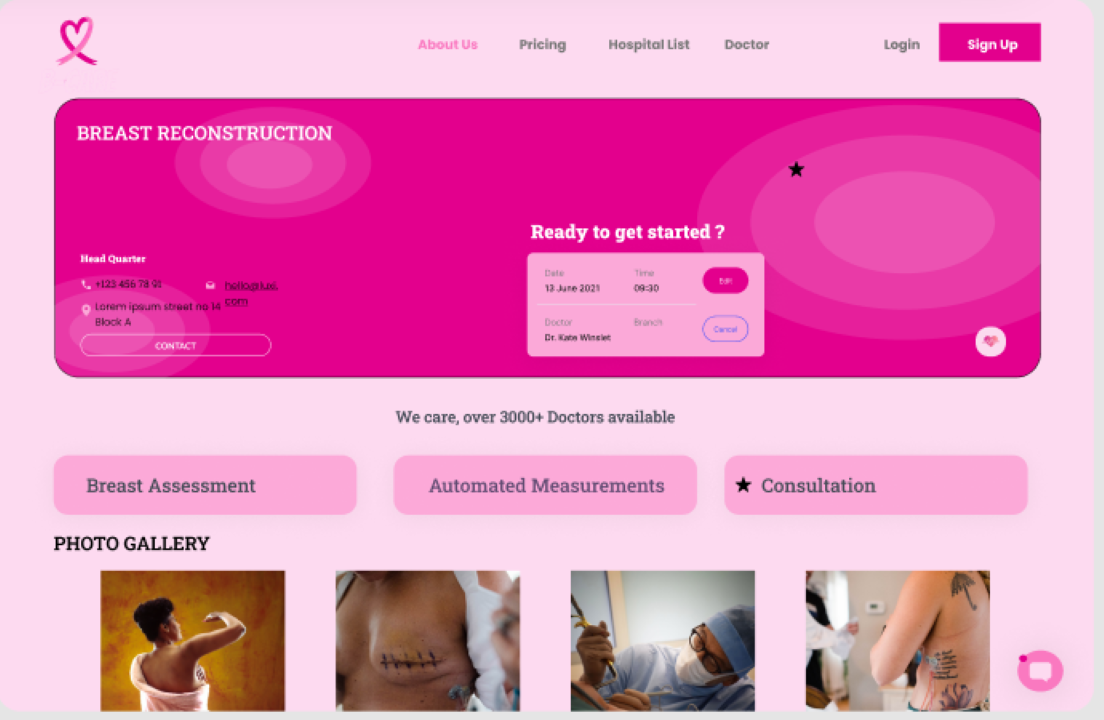 About Us Pricing Hospital List Doctor Login Sign Up
BREAST RECONSTRUCTION
Ready to get started ?
Head Quarter
+123 456 78 91
hello@luxi.
com
Lorem ipsum street no 14
Block A
CONTACT
Date Time
13 June 2021 09:30
Edit
Doctor Branch
Dr. Kate Winslet
Cancel
We care, over 3000+ Doctors available
Breast Assessment
Automated Measurements
Consultation
PHOTO GALLERY